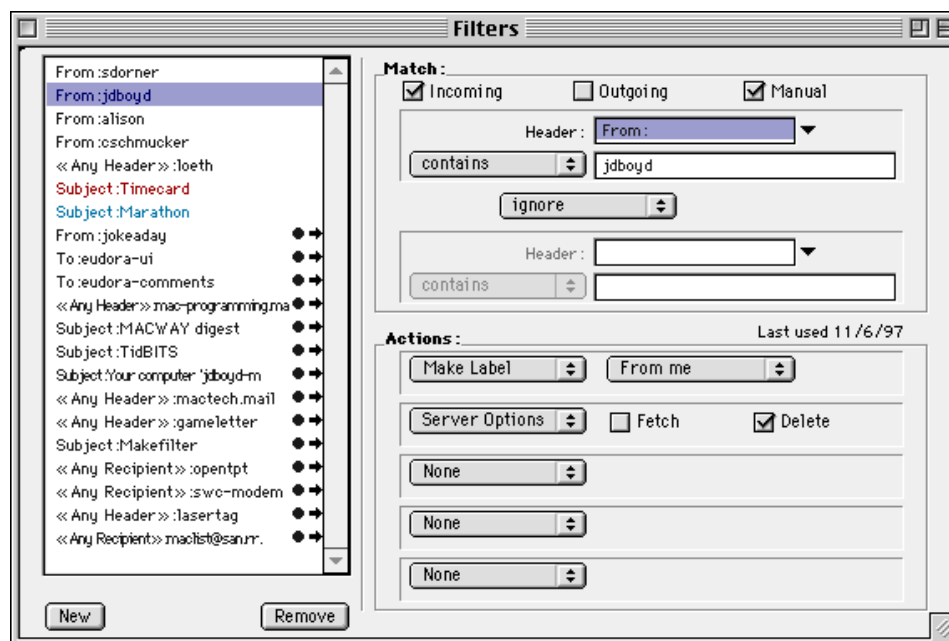 Filters
From:sdorner
From:jdboyd
From:alison
From:cschmucker
«Any Header»:loeth
Subject:Timecard
Subject:Marathon
From:jokeaday
To:eudora-ui
To:eudora-comments
«Any Header»:mac-programming.ma
Subject:MACWAY digest
Subject:TidBITS
Subject:Your computer 'jdboyd-m
«Any Header»:mactech.mail
«Any Header»:gameletter
Subject:Makefilter
«Any Recipient»:opentpt
«Any Recipient»:swc-modem
«Any Header»:lasertag
«Any Recipient»:maclist@san.rr.
New
Remove
Match:
Incoming
Outgoing
Manual
Header: From:
contains jdboyd
ignore
Header:
contains
Actions:
Last used 11/6/97
Make Label From me
Server Options Fetch Delete
None
None
None